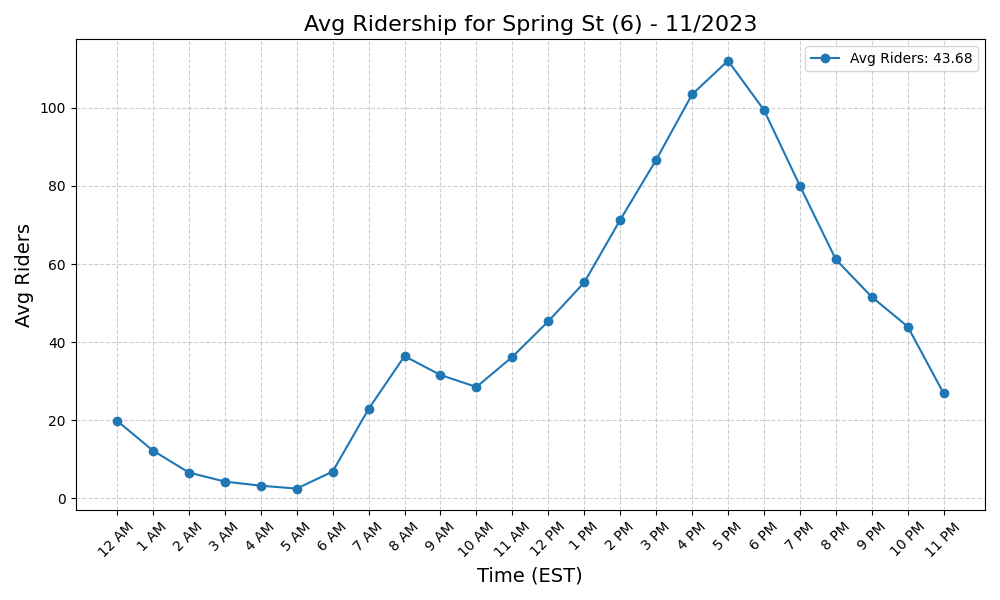 Avg Ridership for Spring St (6) - 11/2023
Avg Riders: 43.68
Avg Riders
100
80
60
40
20
0
12 AM
1 AM
2 AM
3 AM
4 AM
5 AM
6 AM
7 AM
8 AM
9 AM
10 AM
11 AM
12 PM
1 PM
2 PM
3 PM
4 PM
5 PM
6 PM
7 PM
8 PM
9 PM
10 PM
11 PM
Time (EST)